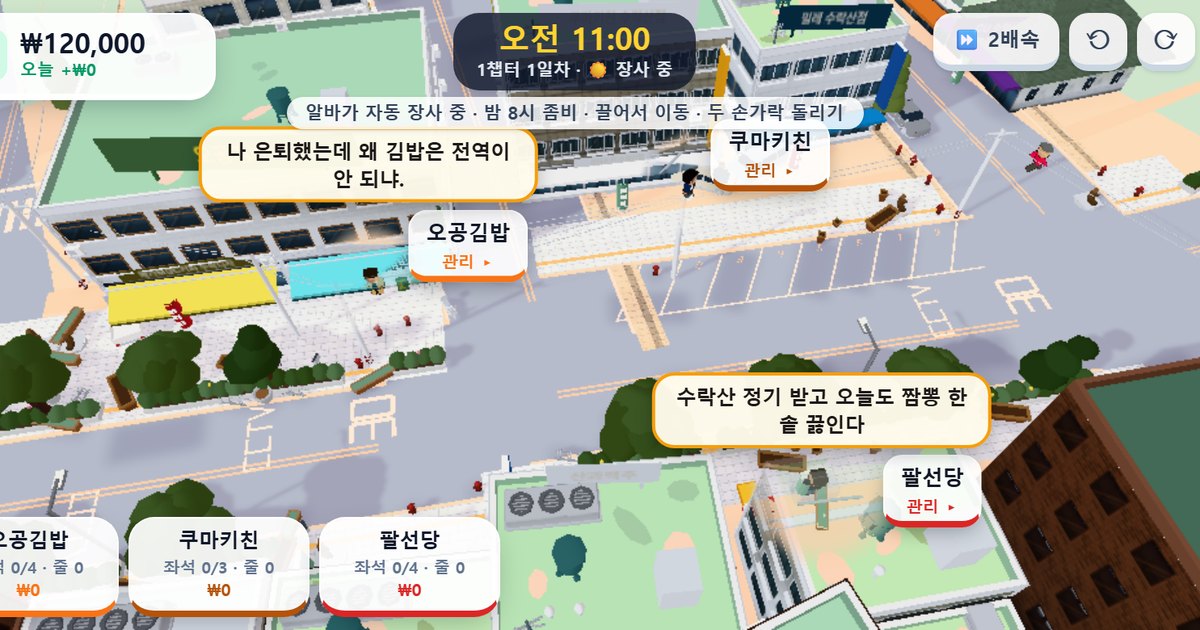 ₩120,000
오늘 +₩0
오전 11:00
1챕터 1일차 · 장사 중
2배속
밀레 수락산점
알바가 자동 장사 중 · 밤 8시 좀비 · 끌어서 이동 · 두 손가락 돌리기
나 은퇴했는데 왜 김밥은 전역이
안 되냐.
쿠마키친
관리 ▸
오공김밥
관리 ▸
수락산 정기 받고 오늘도 짬뽕 한
솥 끓인다
팔선당
관리 ▸
오공김밥
석 0/4 · 줄 0
₩0
쿠마키친
좌석 0/3 · 줄 0
₩0
팔선당
좌석 0/4 · 줄 0
₩0